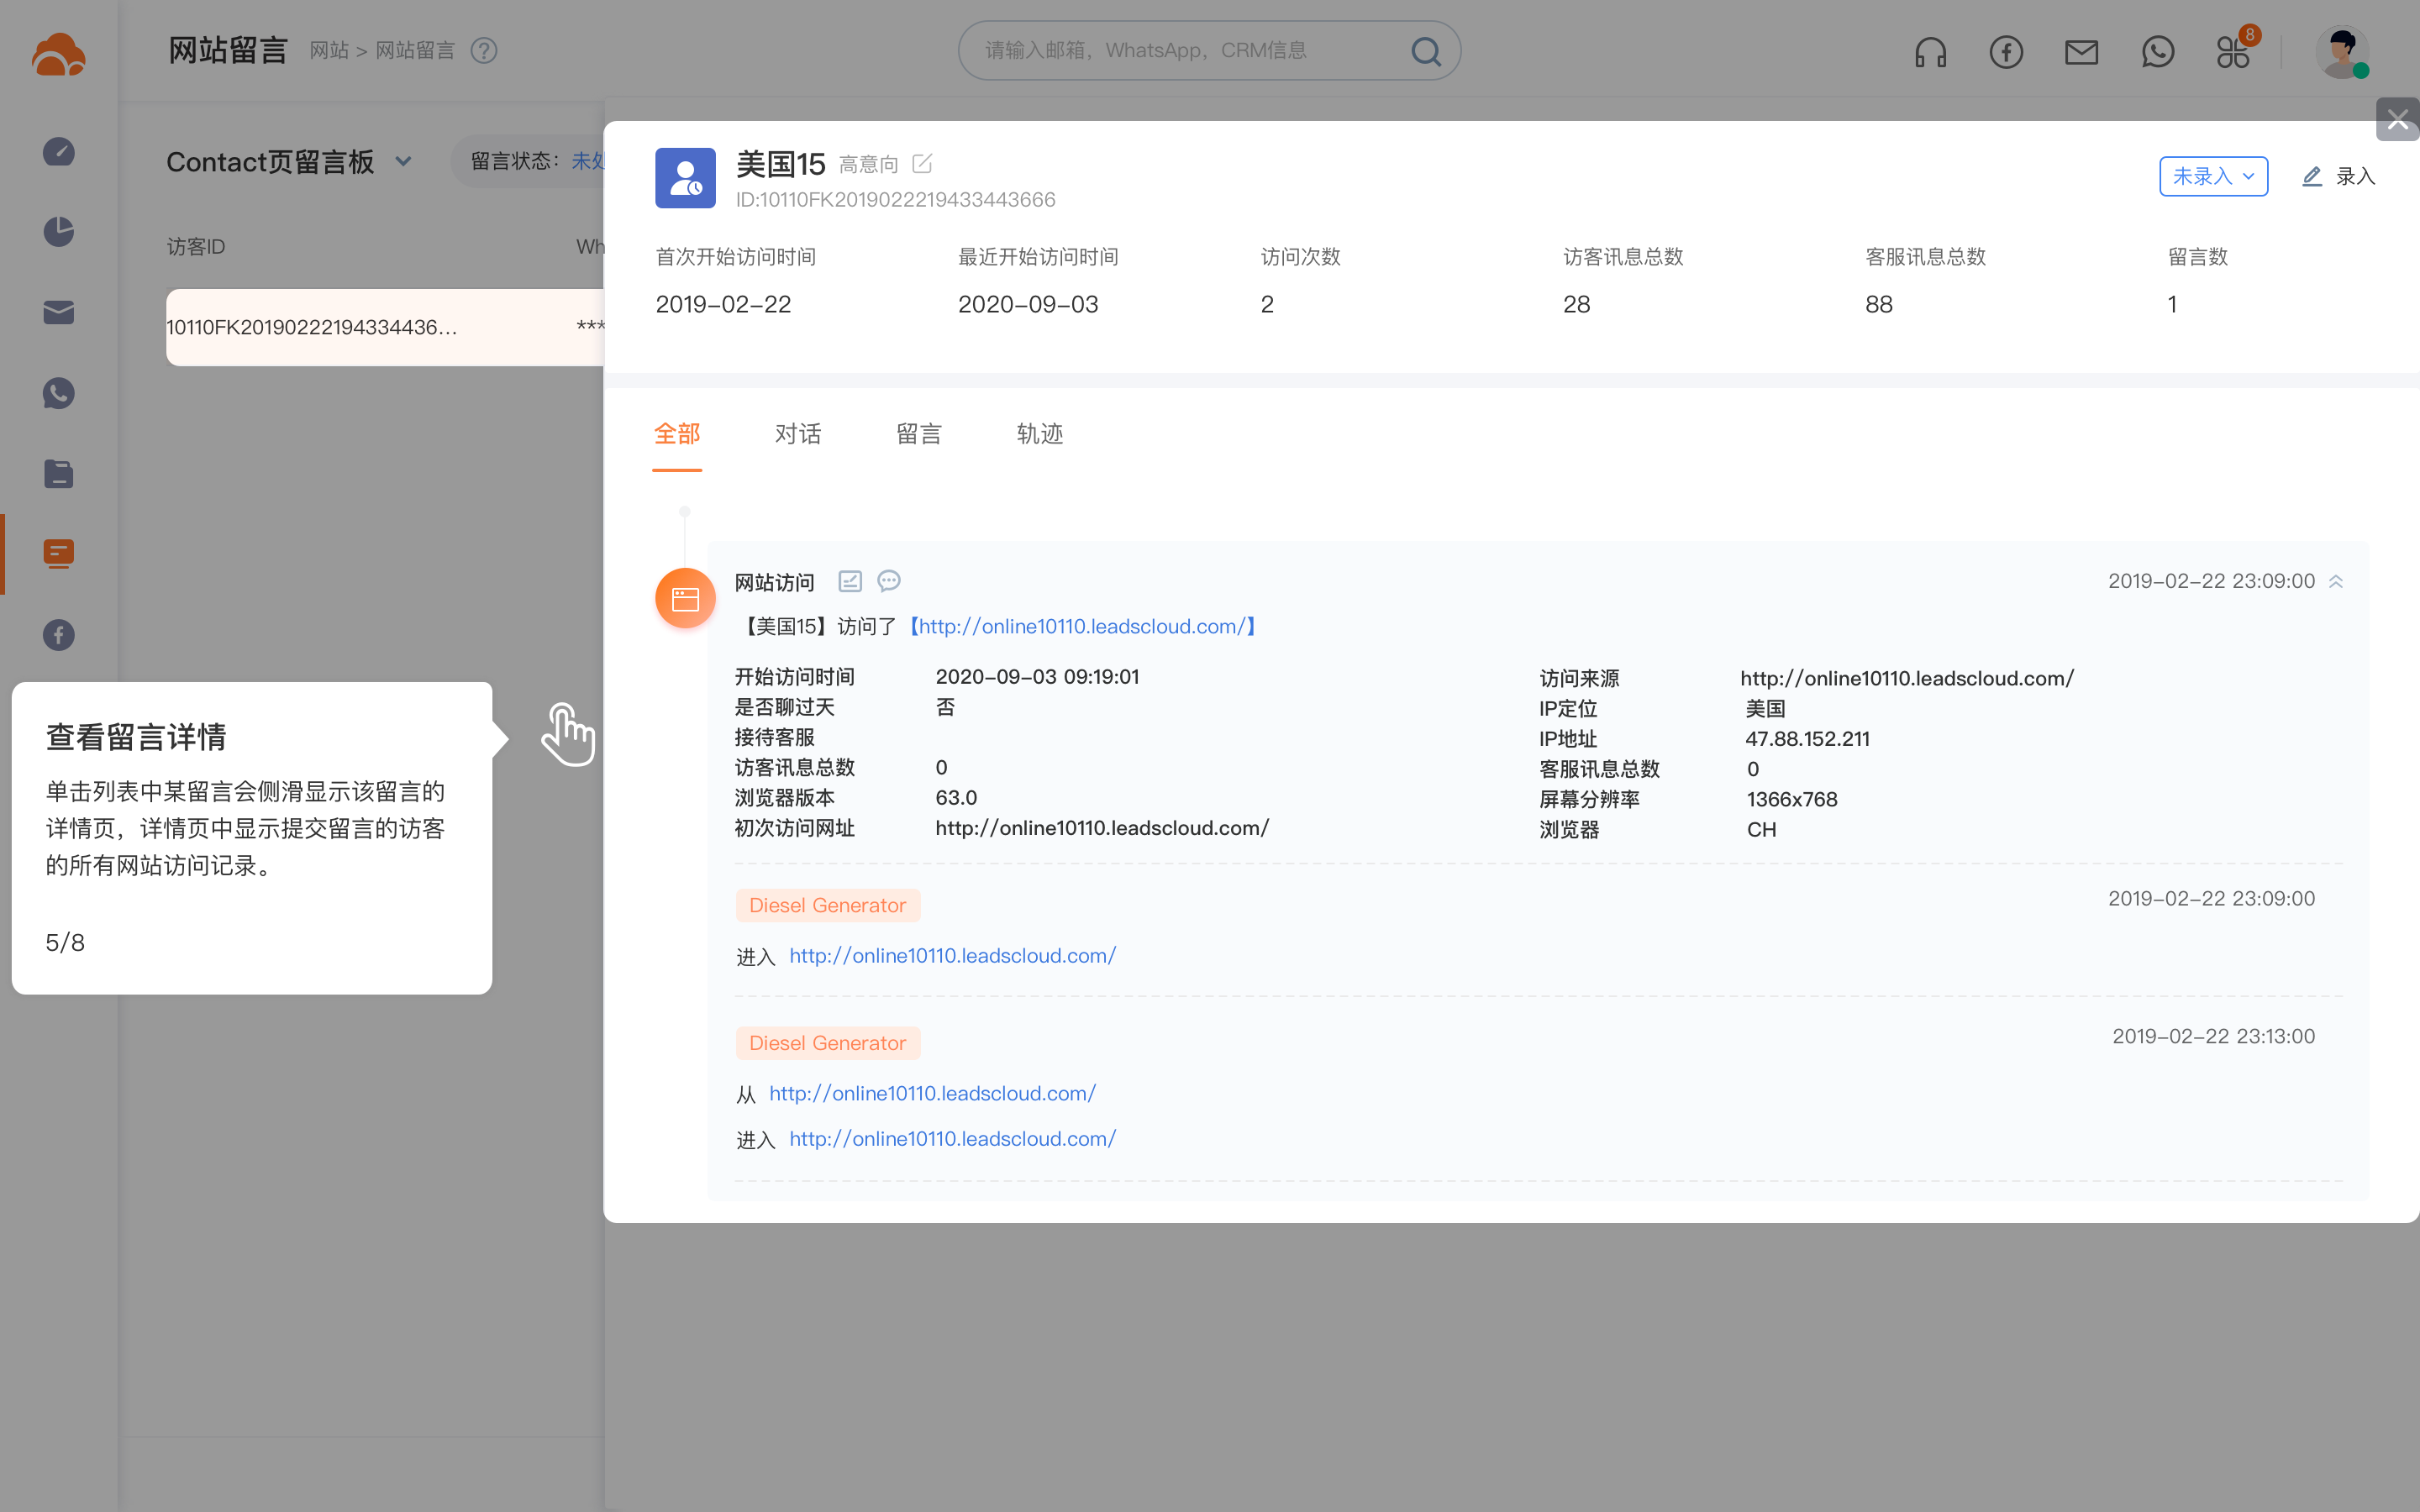 网站留言 网站 > 网站留言 ?
请输入邮箱，WhatsApp，CRM信息
8
Contact页留言板
留言状态：未处
访客ID
Wh
10110FK20190222194334436...
***
美国15 高意向
ID:10110FK2019022219433443666
未录入
录入
首次开始访问时间 最近开始访问时间 访问次数 访客讯息总数 客服讯息总数 留言数
2019-02-22 2020-09-03 2 28 88 1
全部 对话 留言 轨迹
网站访问
2019-02-22 23:09:00
【美国15】访问了【http://online10110.leadscloud.com/】
开始访问时间 2020-09-03 09:19:01 访问来源 http://online10110.leadscloud.com/
是否聊过天 否 IP定位 美国
接待客服 IP地址 47.88.152.211
访客讯息总数 0 客服讯息总数 0
浏览器版本 63.0 屏幕分辨率 1366x768
初次访问网址 http://online10110.leadscloud.com/ 浏览器 CH
Diesel Generator 2019-02-22 23:09:00
进入 http://online10110.leadscloud.com/
Diesel Generator 2019-02-22 23:13:00
从 http://online10110.leadscloud.com/
进入 http://online10110.leadscloud.com/
查看留言详情
单击列表中某留言会侧滑显示该留言的
详情页，详情页中显示提交留言的访客
的所有网站访问记录。
5/8